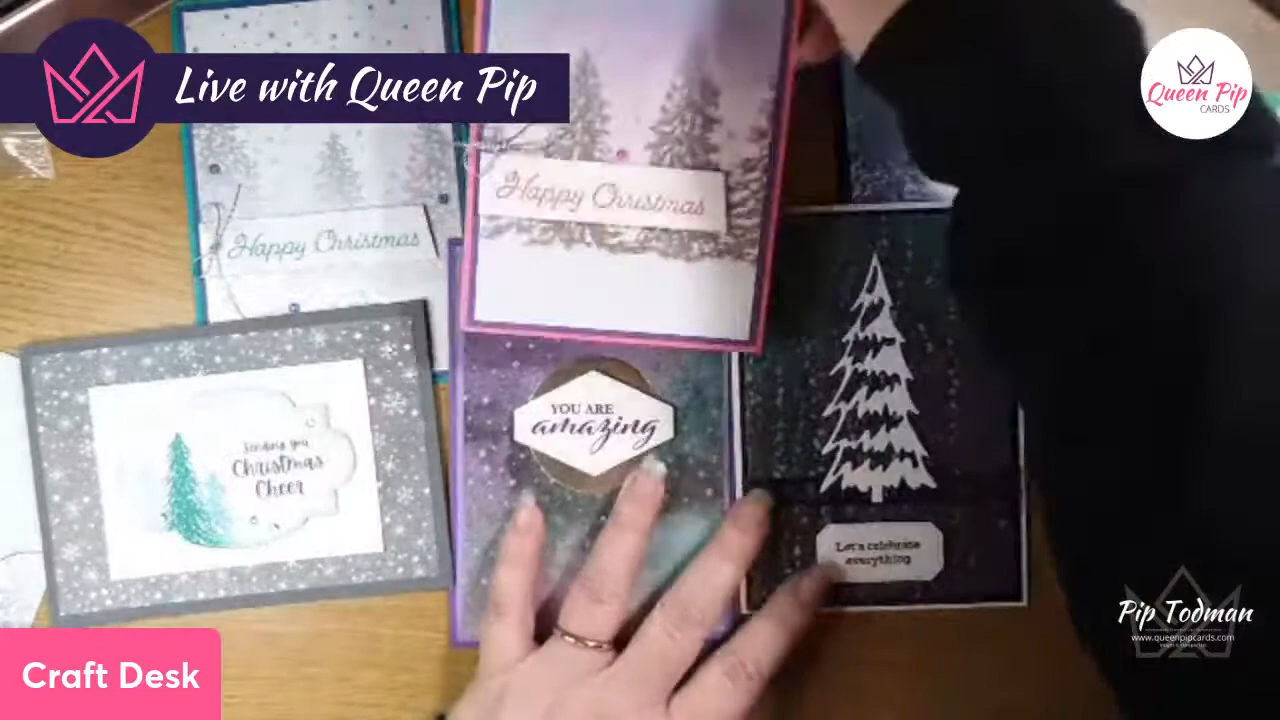 Live with Queen Pip
Queen Pip
CARDS
Happy Christmas
Happy Christmas
YOU ARE
amazing
Sending you
Christmas
Cheer
Let's celebrate
everything
Pip Todman
www.queenpipcards.com
Craft Desk